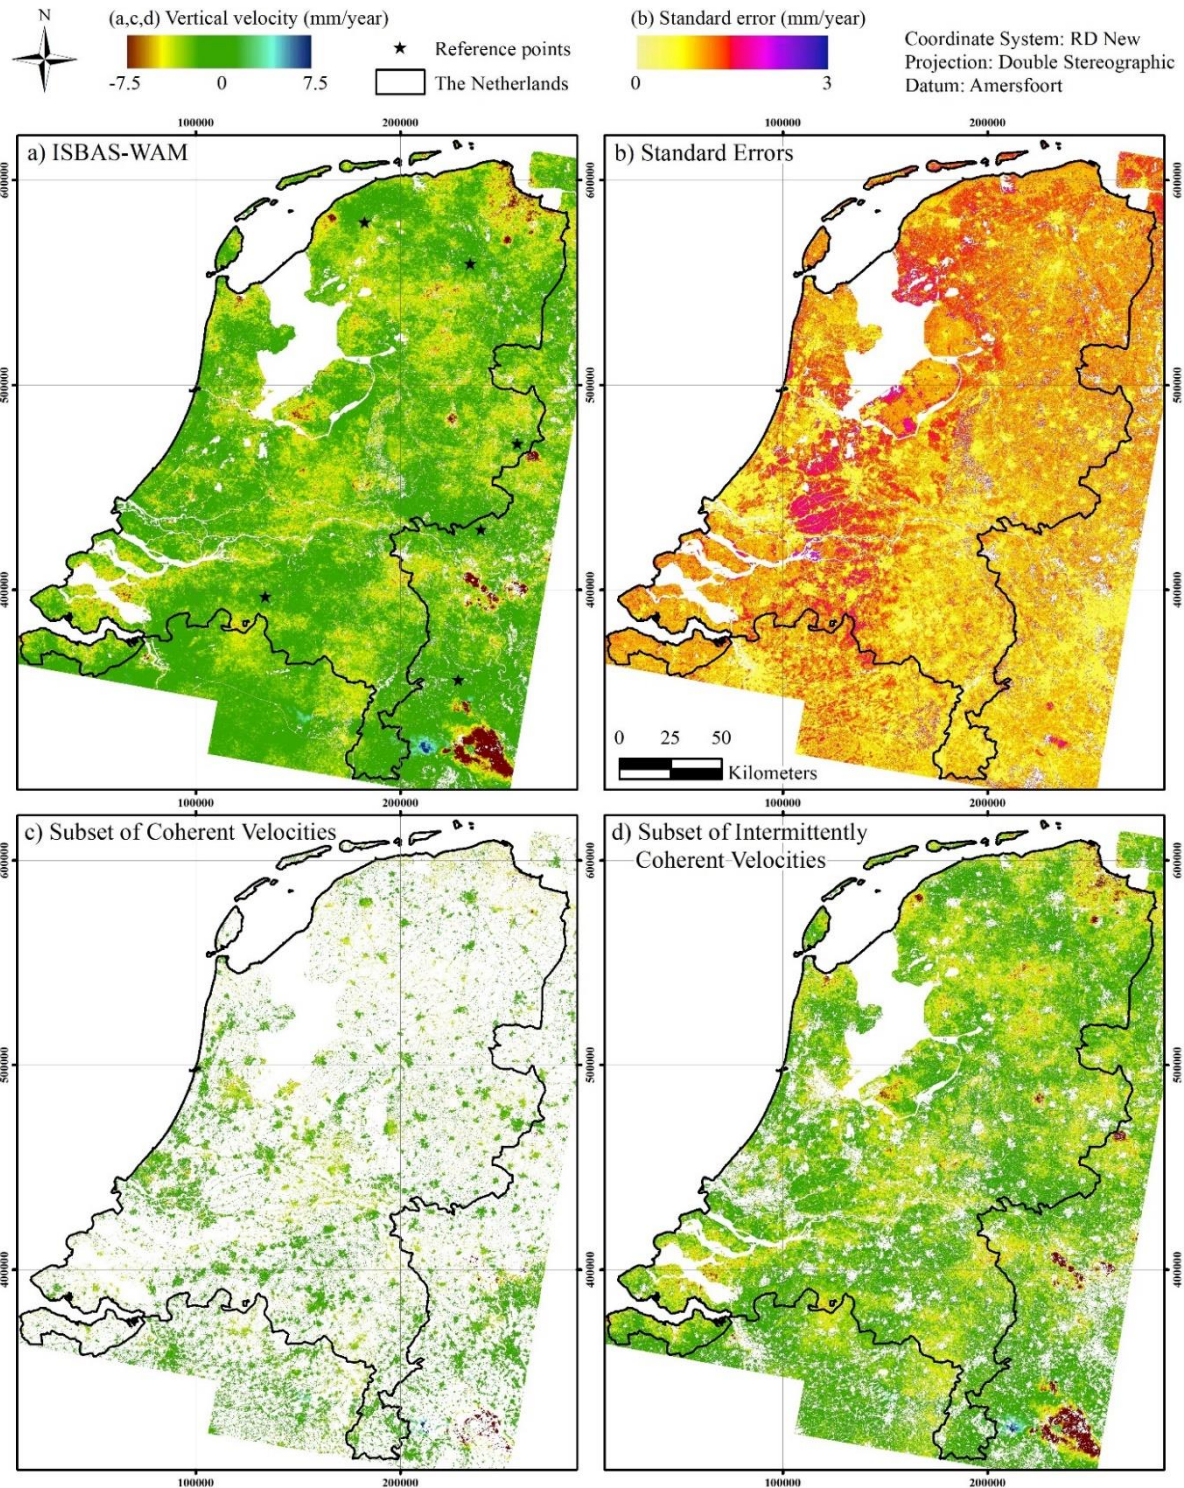 N
(a,c,d) Vertical velocity (mm/year)
-7.5 0 7.5
Reference points
The Netherlands
(b) Standard error (mm/year)
0 3
Coordinate System: RD New
Projection: Double Stereographic
Datum: Amersfoort
100000 200000 100000 200000
a) ISBAS-WAM
b) Standard Errors
600000 600000
500000 500000
400000 400000
0 25 50
Kilometers
100000 200000 100000 200000
c) Subset of Coherent Velocities
d) Subset of Intermittently
Coherent Velocities
600000 600000
500000 500000
400000 400000
100000 200000 100000 200000